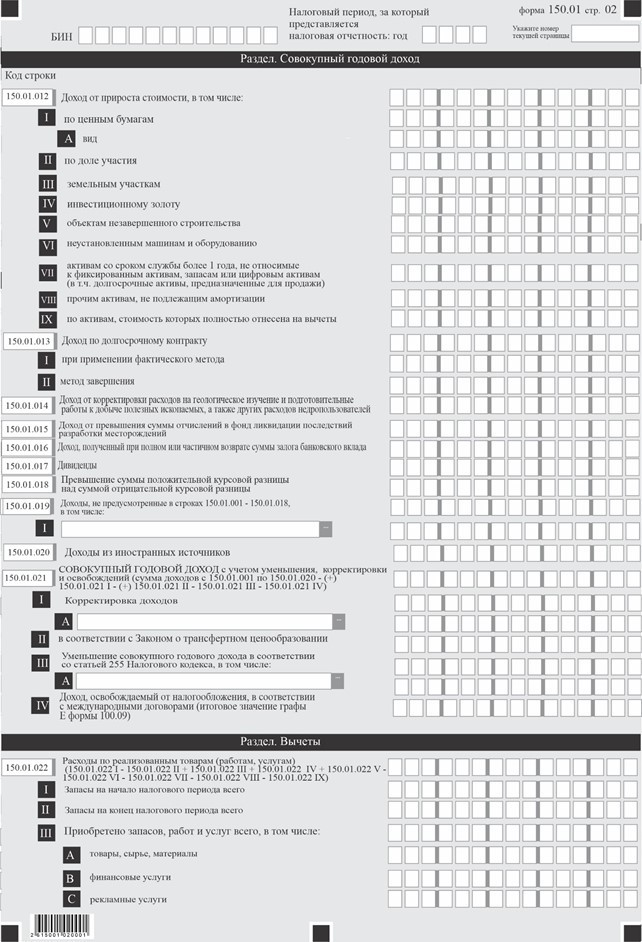 форма 150.01 стр. 02
БИН
Налоговый период, за который
представляется
налоговая отчетность: год
Укажите номер
текущей страницы
Раздел. Совокупный годовой доход
Код строки
150.01.012 Доход от прироста стоимости, в том числе:
I по ценным бумагам
A вид
II по доле участия
III земельным участкам
IV инвестиционному золоту
V объектам незавершенного строительства
VI неустановленным машинам и оборудованию
VII активам со сроком службы более 1 года, не относимые
к фиксированным активам, запасам или цифровым активам
(в т.ч. долгосрочные активы, предназначенные для продажи)
VIII прочим активам, не подлежащим амортизации
IX по активам, стоимость которых полностью отнесена на вычеты
150.01.013 Доход по долгосрочному контракту
I при применении фактического метода
II метод завершения
150.01.014 Доход от корректировки расходов на геологическое изучение и подготовительные
работы к добыче полезных ископаемых, а также других расходов недропользователей
150.01.015 Доход от превышения суммы отчислений в фонд ликвидации последствий
разработки месторождений
150.01.016 Доход, полученный при полном или частичном возврате суммы залога банковского вклада
150.01.017 Дивиденды
150.01.018 Превышение суммы положительной курсовой разницы
над суммой отрицательной курсовой разницы
150.01.019 Доходы, не предусмотренные в строках 150.01.001 - 150.01.018,
в том числе:
I
150.01.020 Доходы из иностранных источников
150.01.021 СОВОКУПНЫЙ ГОДОВОЙ ДОХОД с учетом уменьшения, корректировки
и освобождений (сумма доходов с 150.01.001 по 150.01.020 - (+)
150.01.021 I - (+) 150.01.021 II - 150.01.021 III - 150.01.021 IV)
I Корректировка доходов
A
II в соответствии с Законом о трансфертном ценообразовании
III Уменьшение совокупного годового дохода в соответствии
со статьей 255 Налогового кодекса, в том числе:
A
IV Доход, освобождаемый от налогообложения, в соответствии
с международными договорами (итоговое значение графы
E формы 100.09)
Раздел. Вычеты
150.01.022 Расходы по реализованным товарам (работам, услугам)
(150.01.022 I - 150.01.022 II + 150.01.022 III + 150.01.022 IV + 150.01.022 V -
150.01.022 VI - 150.01.022 VII - 150.01.022 VIII - 150.01.022 IX)
I Запасы на начало налогового периода всего
II Запасы на конец налогового периода всего
III Приобретено запасов, работ и услуг всего, в том числе:
A товары, сырье, материалы
B финансовые услуги
C рекламные услуги
2 615001 020001